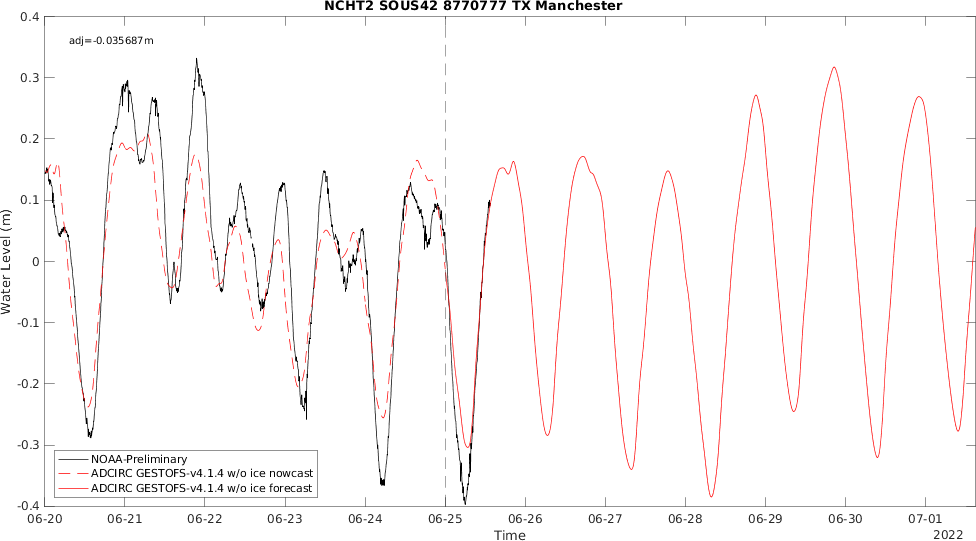 NCHT2 SOUS42 8770777 TX Manchester
adj=-0.035687m
Water Level (m)
0.4
0.3
0.2
0.1
0
-0.1
-0.2
-0.3
-0.4
NOAA-Preliminary
ADCIRC GESTOFS-v4.1.4 w/o ice nowcast
ADCIRC GESTOFS-v4.1.4 w/o ice forecast
06-20 06-21 06-22 06-23 06-24 06-25 06-26 06-27 06-28 06-29 06-30 07-01
Time
2022